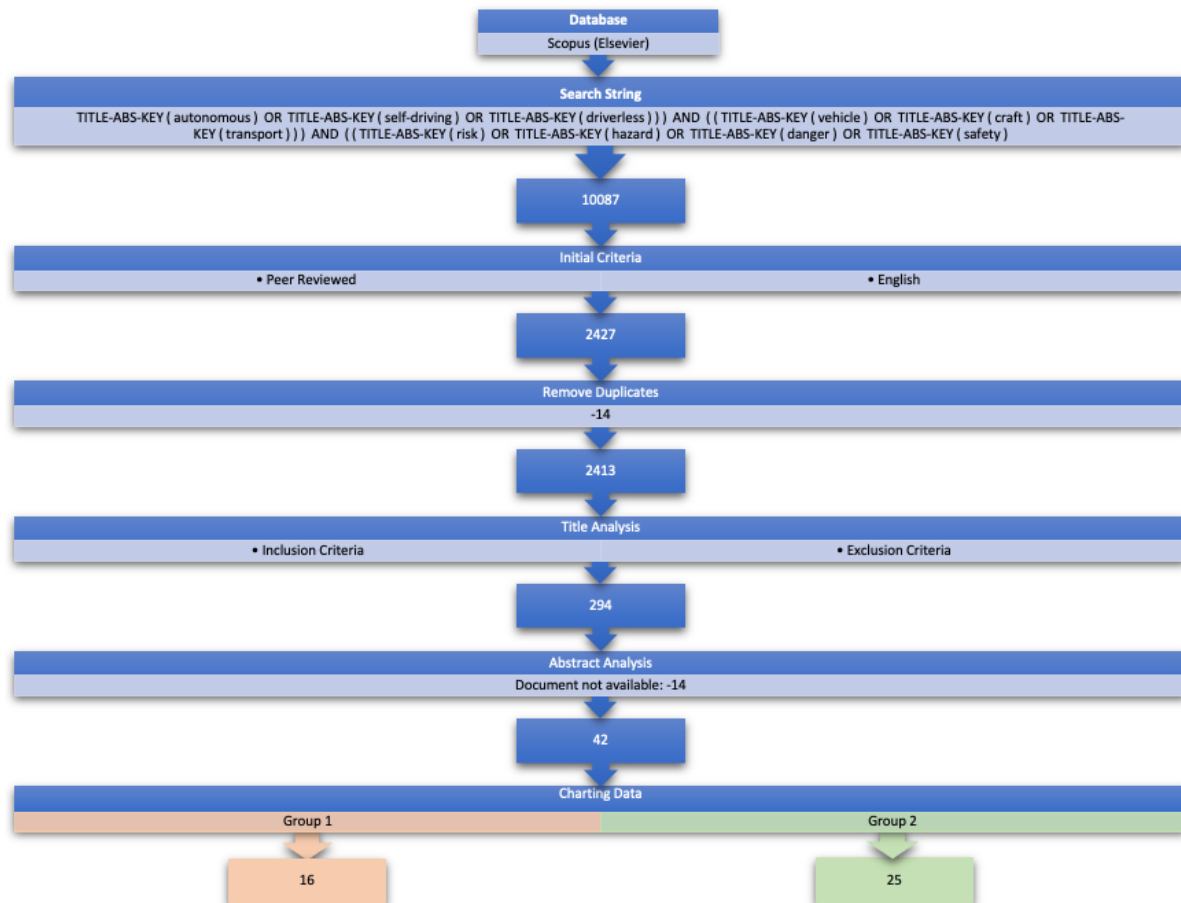 Database
Scopus (Elsevier)
Search String
TITLE-ABS-KEY ( autonomous ) OR TITLE-ABS-KEY ( self-driving ) OR TITLE-ABS-KEY ( driverless ) ) ) AND ( ( TITLE-ABS-KEY ( vehicle ) OR TITLE-ABS-KEY ( craft ) OR TITLE-ABS-
KEY ( transport ) ) ) AND ( ( TITLE-ABS-KEY ( risk ) OR TITLE-ABS-KEY ( hazard ) OR TITLE-ABS-KEY ( danger ) OR TITLE-ABS-KEY ( safety )
10087
Initial Criteria
• Peer Reviewed
• English
2427
Remove Duplicates
-14
2413
Title Analysis
• Inclusion Criteria
• Exclusion Criteria
294
Abstract Analysis
Document not available: -14
42
Charting Data
Group 1
Group 2
16
25